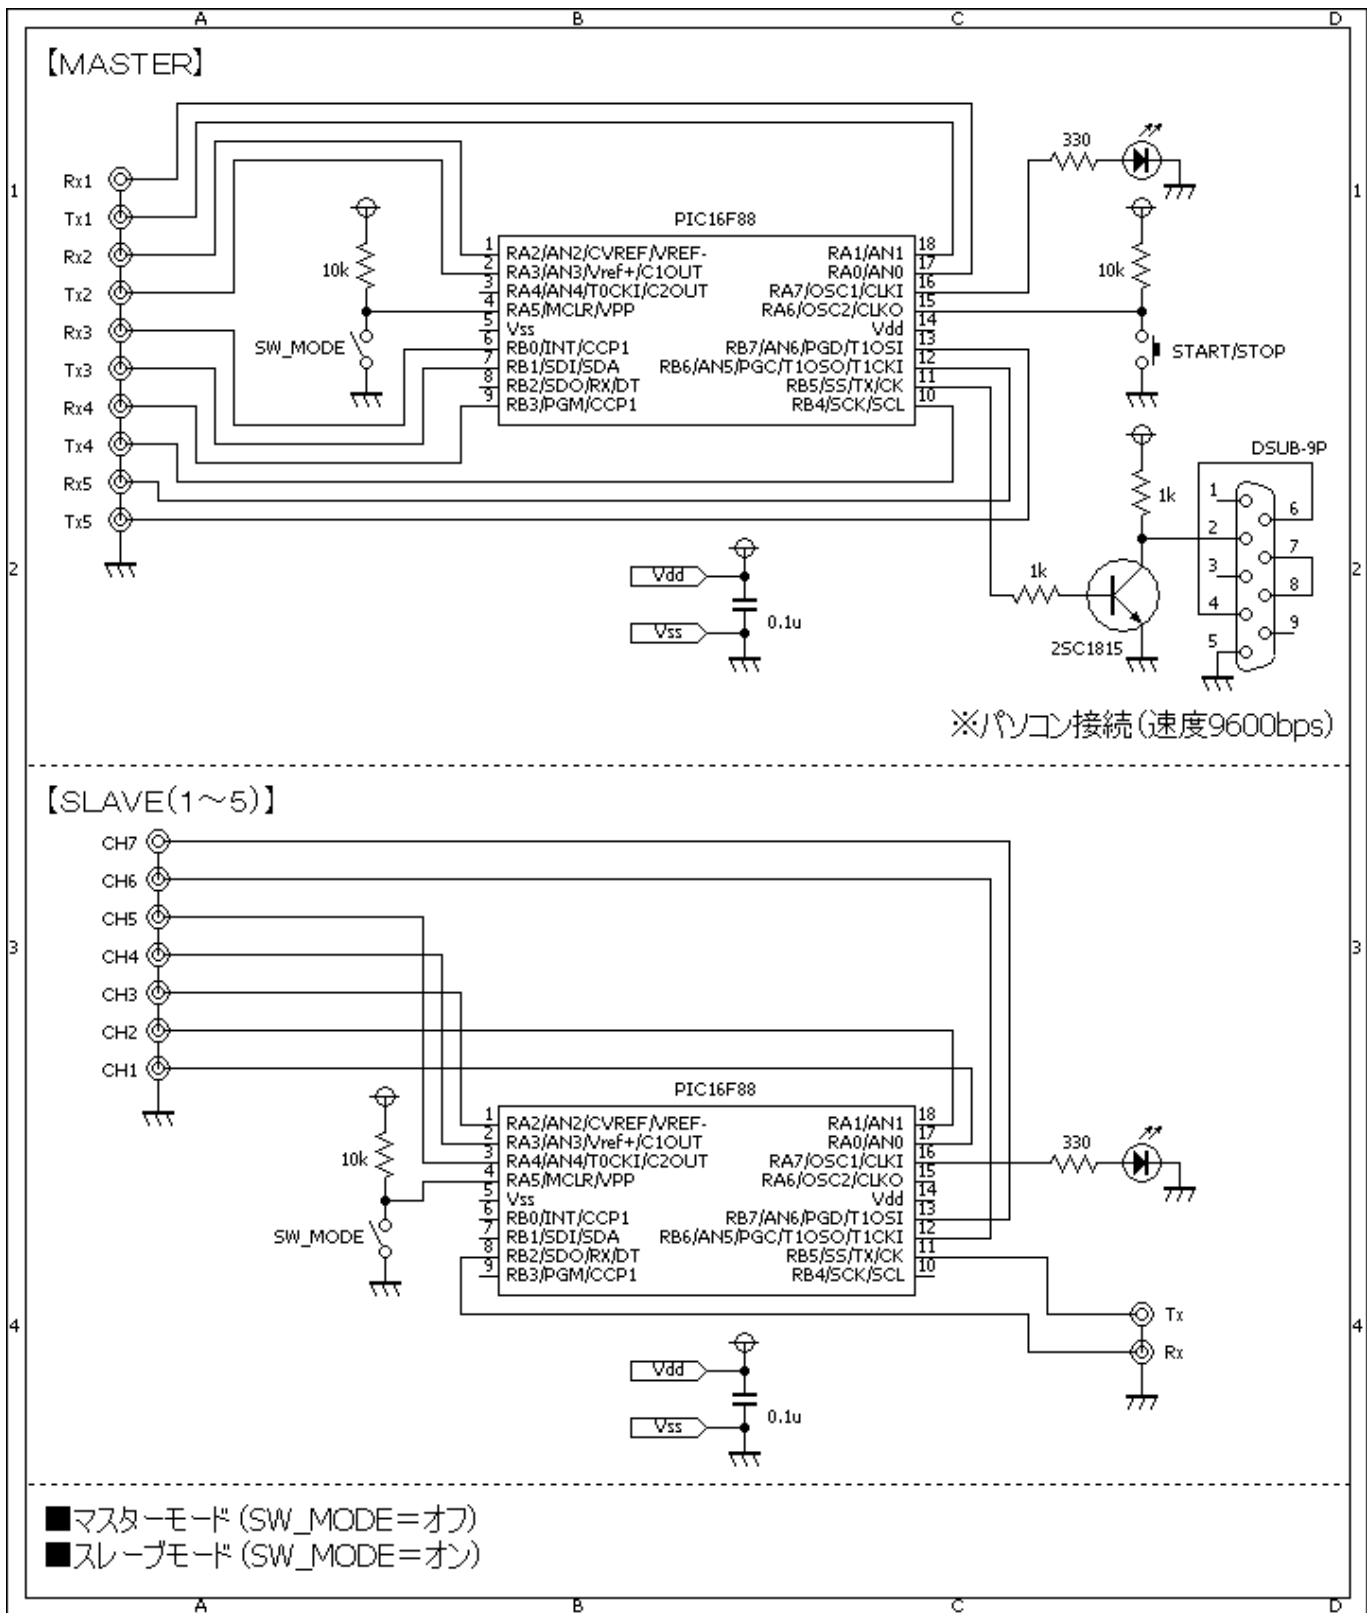 A B C D
【MASTER】
Rx1
Tx1
Rx2
Tx2
Rx3
Tx3
Rx4
Tx4
Rx5
Tx5
1
1
10k
SW_MODE
PIC16F88
1 RA2/AN2/CVREF/VREF-
2 RA3/AN3/Vref+/C1OUT
3 RA4/AN4/T0CKI/C2OUT
4 RA5/MCLR/VPP
5 Vss
6 RB0/INT/CCP1
7 RB1/SDI/SDA
8 RB2/SDO/RX/DT
9 RB3/PGM/CCP1
RA1/AN1 18
RA0/AN0 17
RA7/OSC1/CLKI 16
RA6/OSC2/CLKO 15
Vdd 14
RB7/AN6/PGD/T1OSI 13
RB6/AN5/PGC/T1OSO/T1CKI 12
RB5/SS/TX/CK 11
RB4/SCK/SCL 10
330
10k
START/STOP
1k
DSUB-9P
1
2
3
4
5
6
7
8
9
1k
2SC1815
2
2
Vdd
Vss
0.1u
※パソコン接続(速度9600bps)
【SLAVE(1～5)】
CH7
CH6
CH5
CH4
CH3
CH2
CH1
3
3
10k
SW_MODE
PIC16F88
1 RA2/AN2/CVREF/VREF-
2 RA3/AN3/Vref+/C1OUT
3 RA4/AN4/T0CKI/C2OUT
4 RA5/MCLR/VPP
5 Vss
6 RB0/INT/CCP1
7 RB1/SDI/SDA
8 RB2/SDO/RX/DT
9 RB3/PGM/CCP1
RA1/AN1 18
RA0/AN0 17
RA7/OSC1/CLKI 16
RA6/OSC2/CLKO 15
Vdd 14
RB7/AN6/PGD/T1OSI 13
RB6/AN5/PGC/T1OSO/T1CKI 12
RB5/SS/TX/CK 11
RB4/SCK/SCL 10
330
Tx
Rx
4
4
Vdd
Vss
0.1u
■マスターモード(SW_MODE=オフ)
■スレーブモード(SW_MODE=オン)
A B C D